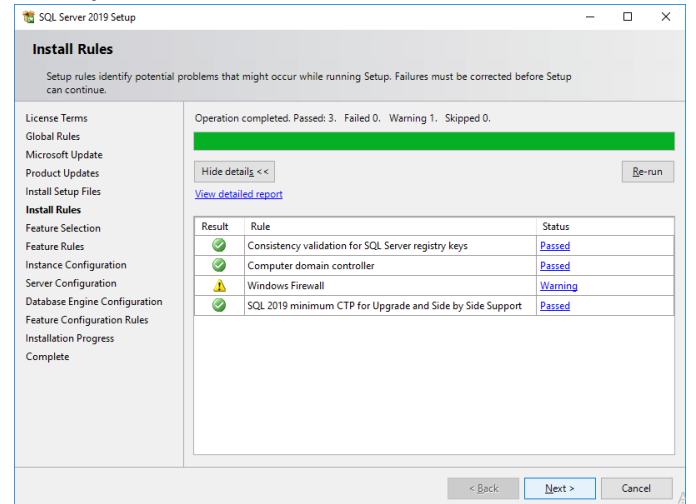 SQL Server 2019 Setup
Install Rules
Setup rules identify potential problems that might occur while running Setup. Failures must be corrected before Setup
can continue.
License Terms
Global Rules
Microsoft Update
Product Updates
Install Setup Files
Install Rules
Feature Selection
Feature Rules
Instance Configuration
Server Configuration
Database Engine Configuration
Feature Configuration Rules
Installation Progress
Complete
Operation completed. Passed: 3.   Failed 0.   Warning 1.   Skipped 0.
Hide details <<
Re-run
View detailed report
Result Rule Status
Consistency validation for SQL Server registry keys Passed
Computer domain controller Passed
Windows Firewall Warning
SQL 2019 minimum CTP for Upgrade and Side by Side Support Passed
< Back Next > Cancel